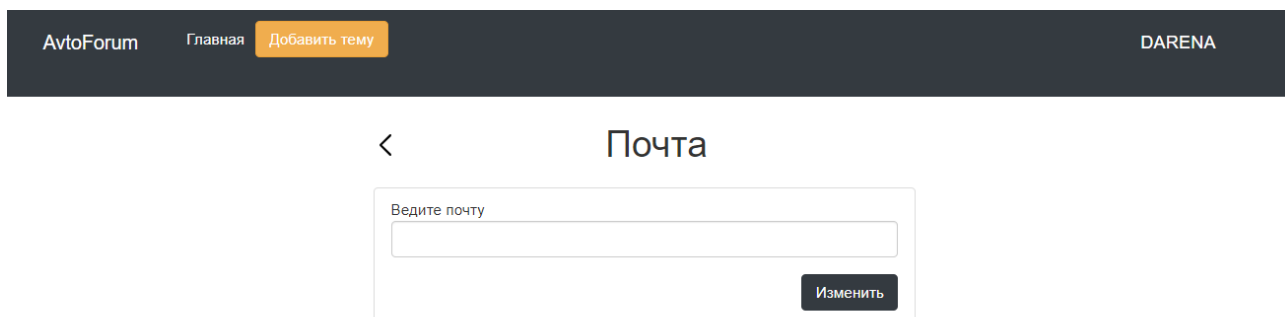 AvtoForum Главная Добавить тему DARENA
Почта
Ведите почту
Изменить